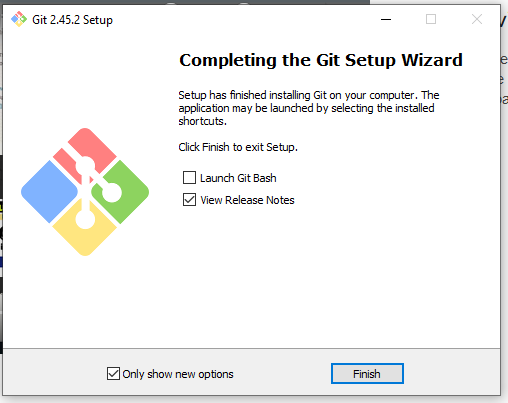 Git 2.45.2 Setup
Completing the Git Setup Wizard
Setup has finished installing Git on your computer. The
application may be launched by selecting the installed
shortcuts.
Click Finish to exit Setup.
Launch Git Bash
View Release Notes
Only show new options
Finish